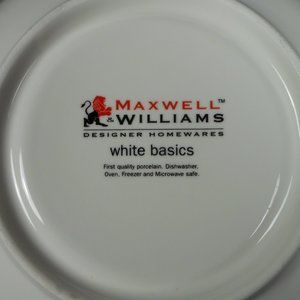 MAXWELL™
& WILLIAMS
DESIGNER HOMEWARES
white basics
First quality porcelain. Dishwasher,
Oven, Freezer and Microwave safe.